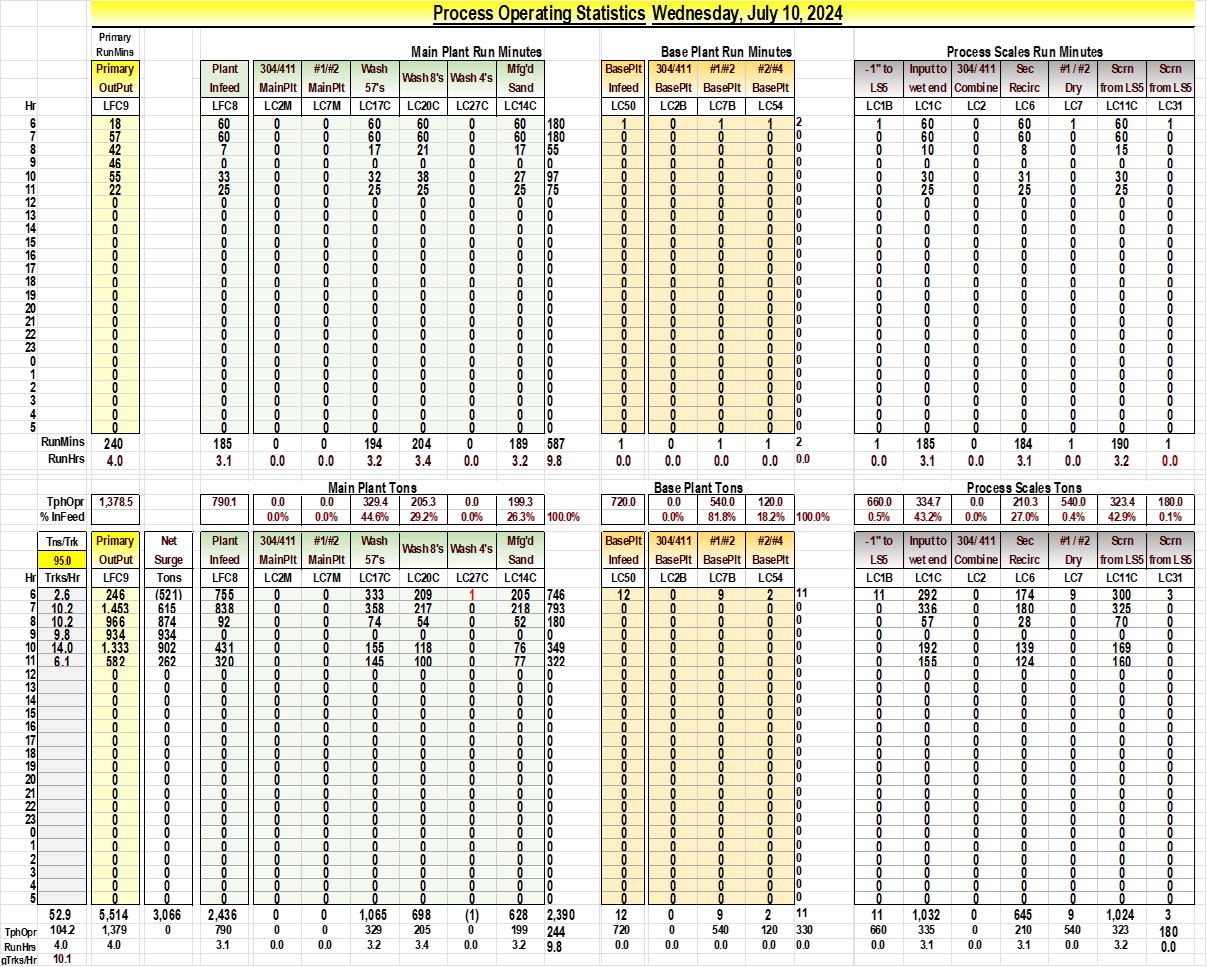 Process Operating Statistics Wednesday, July 10, 2024
Primary
RunMins Main Plant Run Minutes Base Plant Run Minutes Process Scales Run Minutes
Primary Plant 304/411 #1/#2 Wash Wash 8's Wash 4's Mfg'd BasePlt 304/411 #1/#2 #2/#4 -1" to Input to 304/ 411 Sec #1 / #2 Scrn Scrn
OutPut Infeed MainPlt MainPlt 57's Sand Infeed BasePlt BasePlt BasePlt LS5 wet end Combine Recirc Dry from LS5 from LS5
Hr LFC9 LFC8 LC2M LC7M LC17C LC20C LC27C LC14C LC50 LC2B LC7B LC54 LC1B LC1C LC2 LC6 LC7 LC11C LC31
6 18 60 0 0 60 60 0 60 180 1 0 1 1 2 1 60 0 60 1 60 1
7 57 60 0 0 60 60 0 60 180 0 0 0 0 0 0 60 0 60 0 60 0
8 42 7 0 0 17 21 0 17 55 0 0 0 0 0 0 10 0 8 0 15 0
9 46 0 0 0 0 0 0 0 0 0 0 0 0 0 0 0 0 0 0 0 0
10 55 33 0 0 32 38 0 27 97 0 0 0 0 0 0 30 0 31 0 30 0
11 22 25 0 0 25 25 0 25 75 0 0 0 0 0 0 25 0 25 0 25 0
12 0 0 0 0 0 0 0 0 0 0 0 0 0 0 0 0 0 0 0 0 0
13 0 0 0 0 0 0 0 0 0 0 0 0 0 0 0 0 0 0 0 0 0
14 0 0 0 0 0 0 0 0 0 0 0 0 0 0 0 0 0 0 0 0 0
15 0 0 0 0 0 0 0 0 0 0 0 0 0 0 0 0 0 0 0 0 0
16 0 0 0 0 0 0 0 0 0 0 0 0 0 0 0 0 0 0 0 0 0
17 0 0 0 0 0 0 0 0 0 0 0 0 0 0 0 0 0 0 0 0 0
18 0 0 0 0 0 0 0 0 0 0 0 0 0 0 0 0 0 0 0 0 0
19 0 0 0 0 0 0 0 0 0 0 0 0 0 0 0 0 0 0 0 0 0
20 0 0 0 0 0 0 0 0 0 0 0 0 0 0 0 0 0 0 0 0 0
21 0 0 0 0 0 0 0 0 0 0 0 0 0 0 0 0 0 0 0 0 0
22 0 0 0 0 0 0 0 0 0 0 0 0 0 0 0 0 0 0 0 0 0
23 0 0 0 0 0 0 0 0 0 0 0 0 0 0 0 0 0 0 0 0 0
0 0 0 0 0 0 0 0 0 0 0 0 0 0 0 0 0 0 0 0 0 0
1 0 0 0 0 0 0 0 0 0 0 0 0 0 0 0 0 0 0 0 0 0
2 0 0 0 0 0 0 0 0 0 0 0 0 0 0 0 0 0 0 0 0 0
3 0 0 0 0 0 0 0 0 0 0 0 0 0 0 0 0 0 0 0 0 0
4 0 0 0 0 0 0 0 0 0 0 0 0 0 0 0 0 0 0 0 0 0
5 0 0 0 0 0 0 0 0 0 0 0 0 0 0 0 0 0 0 0 0 0
RunMins 240 185 0 0 194 204 0 189 587 1 0 1 1 2 1 185 0 184 1 190 1
RunHrs 4.0 3.1 0.0 0.0 3.2 3.4 0.0 3.2 9.8 0.0 0.0 0.0 0.0 0.0 0.0 3.1 0.0 3.1 0.0 3.2 0.0
Main Plant Tons Base Plant Tons Process Scales Tons
TphOpr 1,378.5 790.1 0.0 0.0 329.4 205.3 0.0 199.3 720.0 0.0 540.0 120.0 660.0 334.7 0.0 210.3 540.0 323.4 180.0
% InFeed 0.0% 0.0% 44.6% 29.2% 0.0% 26.3% 100.0% 0.0% 81.8% 18.2% 100.0% 0.5% 43.2% 0.0% 27.0% 0.4% 42.9% 0.1%
Tns/Trk Primary Net Plant 304/411 #1/#2 Wash Wash 8's Wash 4's Mfg'd BasePlt 304/411 #1/#2 #2/#4 -1" to Input to 304/ 411 Sec #1 / #2 Scrn Scrn
95.0 OutPut Surge Infeed MainPlt MainPlt 57's Sand Infeed BasePlt BasePlt BasePlt LS5 wet end Combine Recirc Dry from LS5 from LS5
Hr Trks/Hr LFC9 Tons LFC8 LC2M LC7M LC17C LC20C LC27C LC14C LC50 LC2B LC7B LC54 LC1B LC1C LC2 LC6 LC7 LC11C LC31
6 2.6 246 (521) 755 0 0 333 209 1 205 746 12 0 9 2 11 11 292 0 174 9 300 3
7 10.2 1.453 615 838 0 0 358 217 0 218 793 0 0 0 0 0 0 336 0 180 0 325 0
8 10.2 966 874 92 0 0 74 54 0 52 180 0 0 0 0 0 0 57 0 28 0 70 0
9 9.8 934 934 0 0 0 0 0 0 0 0 0 0 0 0 0 0 0 0 0 0 0 0
10 14.0 1.333 902 431 0 0 155 118 0 76 349 0 0 0 0 0 0 192 0 139 0 169 0
11 6.1 582 262 320 0 0 145 100 0 77 322 0 0 0 0 0 0 155 0 124 0 160 0
12 0 0 0 0 0 0 0 0 0 0 0 0 0 0 0 0 0 0 0 0 0 0
13 0 0 0 0 0 0 0 0 0 0 0 0 0 0 0 0 0 0 0 0 0 0
14 0 0 0 0 0 0 0 0 0 0 0 0 0 0 0 0 0 0 0 0 0 0
15 0 0 0 0 0 0 0 0 0 0 0 0 0 0 0 0 0 0 0 0 0 0
16 0 0 0 0 0 0 0 0 0 0 0 0 0 0 0 0 0 0 0 0 0 0
17 0 0 0 0 0 0 0 0 0 0 0 0 0 0 0 0 0 0 0 0 0 0
18 0 0 0 0 0 0 0 0 0 0 0 0 0 0 0 0 0 0 0 0 0 0
19 0 0 0 0 0 0 0 0 0 0 0 0 0 0 0 0 0 0 0 0 0 0
20 0 0 0 0 0 0 0 0 0 0 0 0 0 0 0 0 0 0 0 0 0 0
21 0 0 0 0 0 0 0 0 0 0 0 0 0 0 0 0 0 0 0 0 0 0
22 0 0 0 0 0 0 0 0 0 0 0 0 0 0 0 0 0 0 0 0 0 0
23 0 0 0 0 0 0 0 0 0 0 0 0 0 0 0 0 0 0 0 0 0 0
0 0 0 0 0 0 0 0 0 0 0 0 0 0 0 0 0 0 0 0 0 0 0
1 0 0 0 0 0 0 0 0 0 0 0 0 0 0 0 0 0 0 0 0 0 0
2 0 0 0 0 0 0 0 0 0 0 0 0 0 0 0 0 0 0 0 0 0 0
3 0 0 0 0 0 0 0 0 0 0 0 0 0 0 0 0 0 0 0 0 0 0
4 0 0 0 0 0 0 0 0 0 0 0 0 0 0 0 0 0 0 0 0 0 0
5 0 0 0 0 0 0 0 0 0 0 0 0 0 0 0 0 0 0 0 0 0 0
52.9 5,514 3,066 2,436 0 0 1,065 698 (1) 628 2,390 12 0 9 2 11 11 1,032 0 645 9 1,024 3
TphOpr 104.2 1,379 0 790 0 0 329 205 0 199 244 720 0 540 120 330 660 335 0 210 540 323 180
RunHrs 4.0 4.0 3.1 0.0 0.0 3.2 3.4 0.0 3.2 9.8 0.0 0.0 0.0 0.0 0.0 0.0 3.1 0.0 3.1 0.0 3.2 0.0
gTrks/Hr 10.1